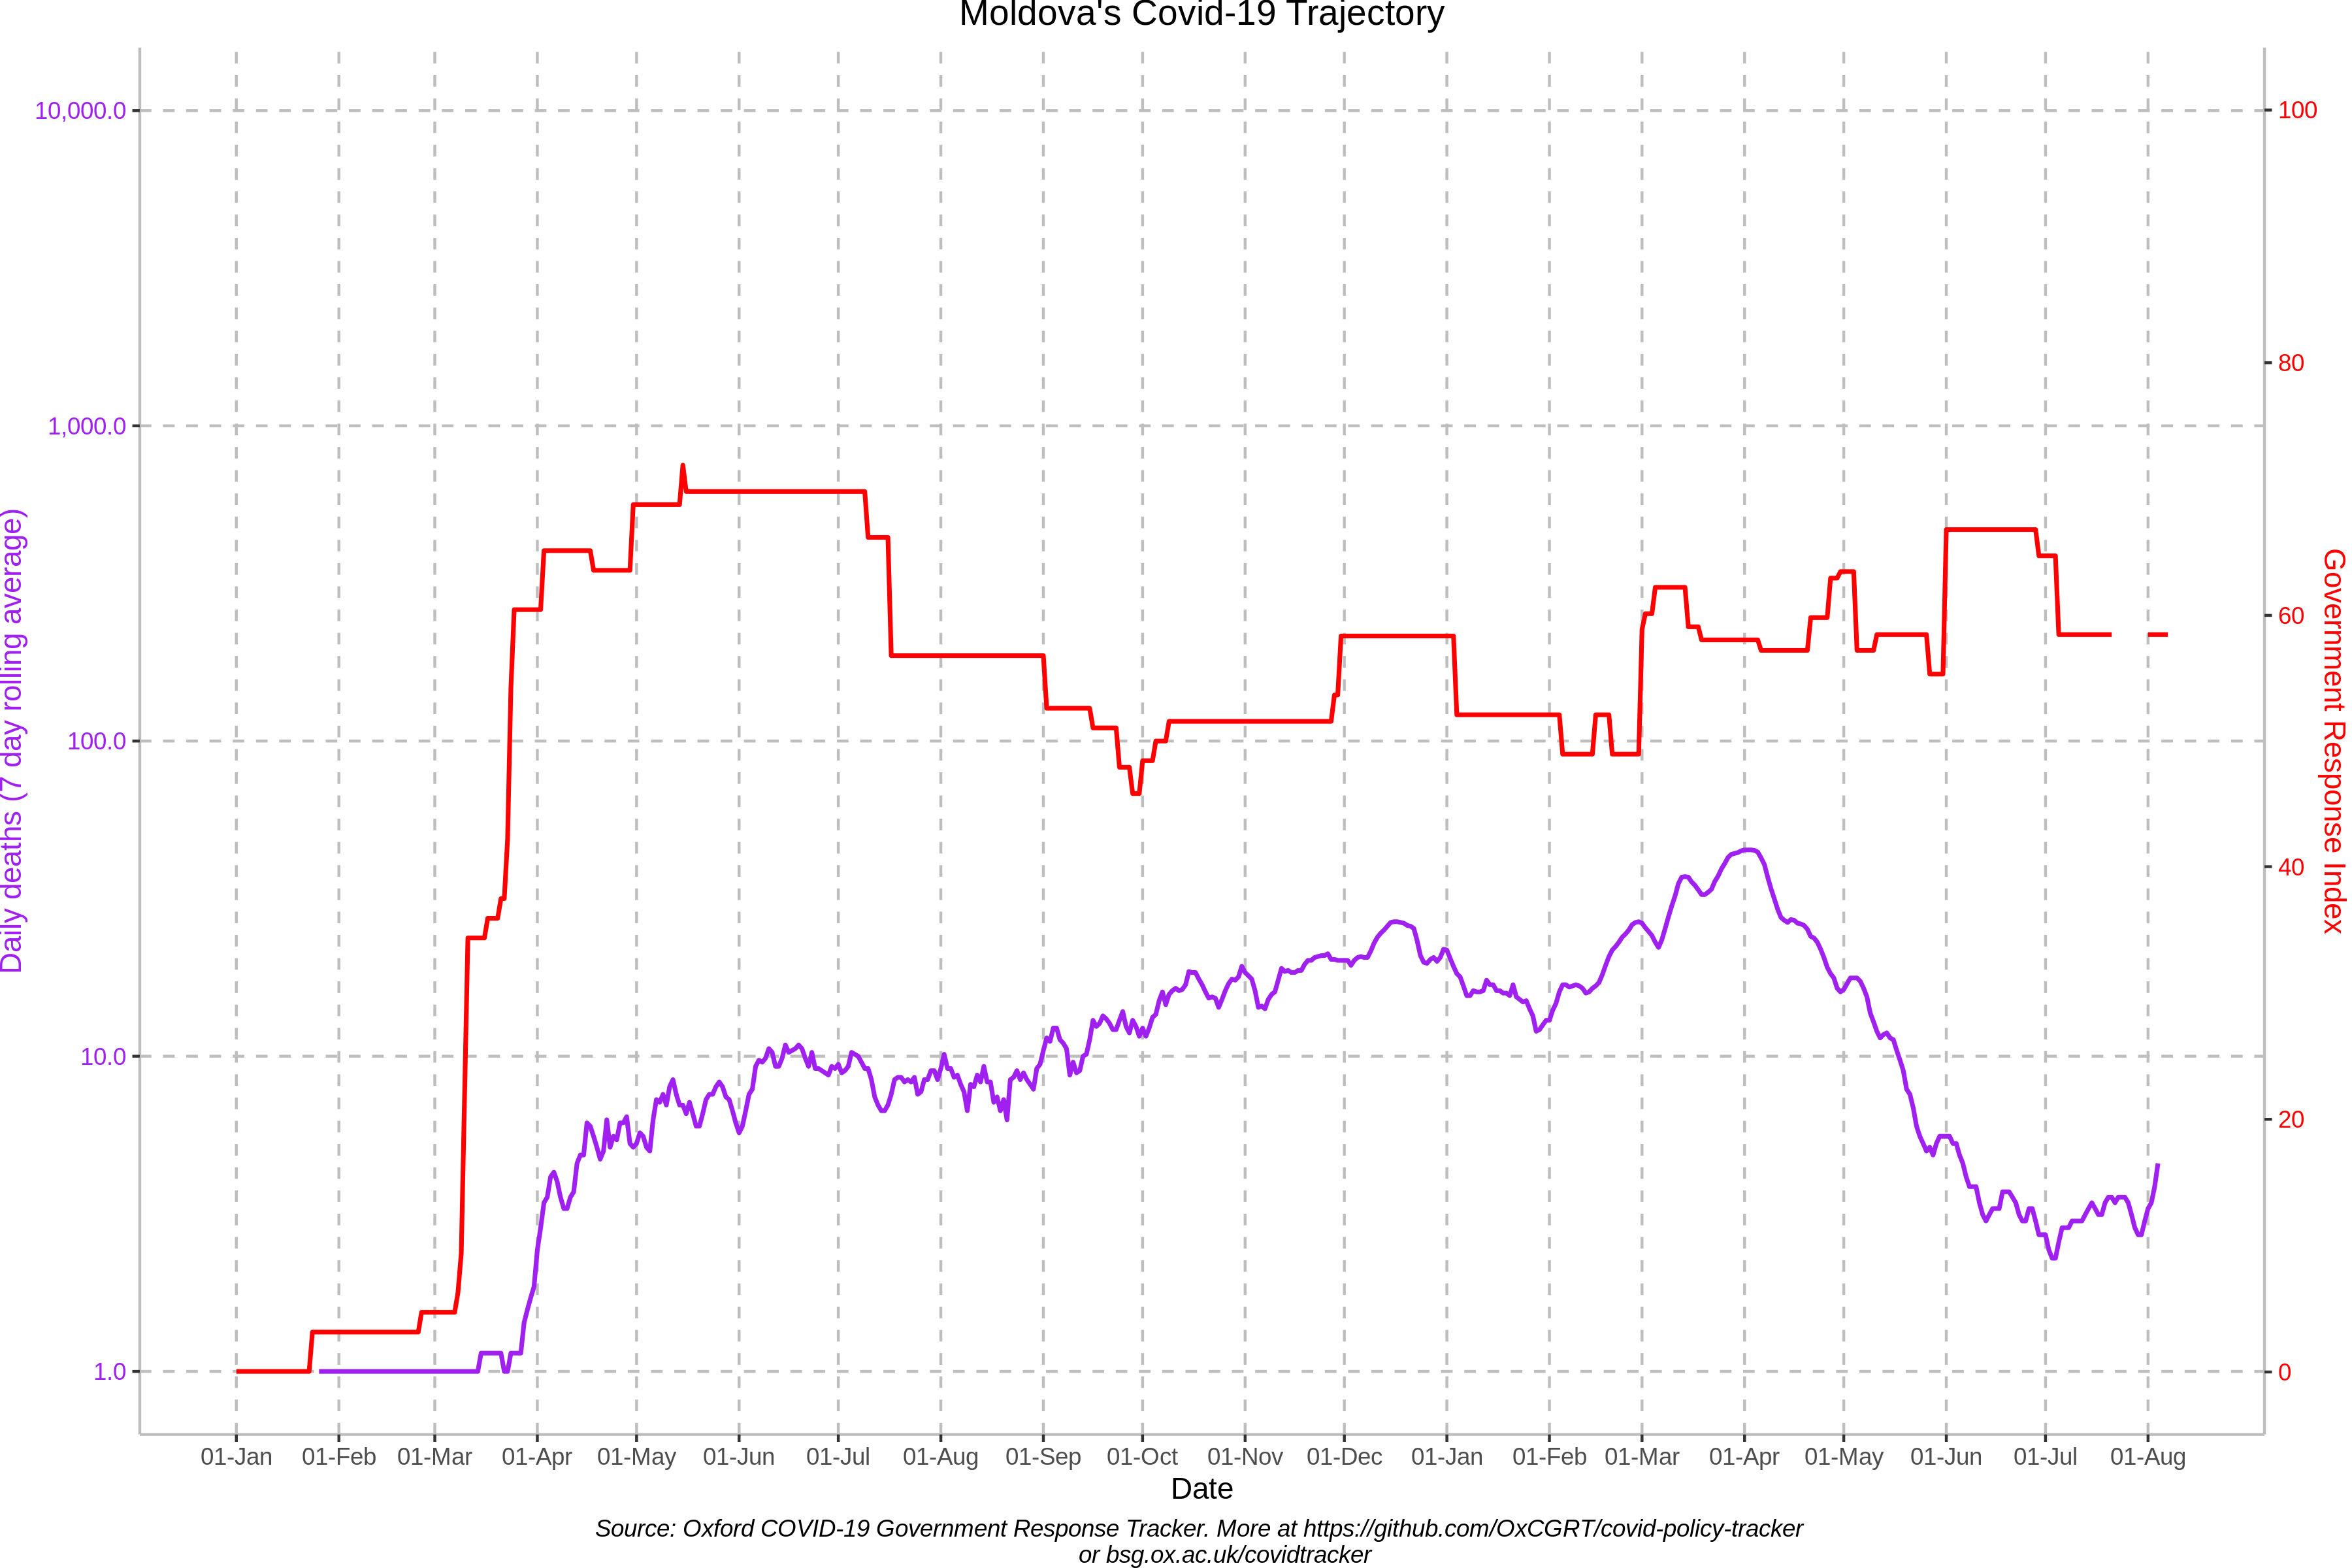 Moldova's Covid-19 Trajectory
Daily deaths (7 day rolling average)
10,000.0
1,000.0
100.0
10.0
1.0
100
80
60
40
20
0
Government Response Index
01-Jan 01-Feb 01-Mar 01-Apr 01-May 01-Jun 01-Jul 01-Aug 01-Sep 01-Oct 01-Nov 01-Dec 01-Jan 01-Feb 01-Mar 01-Apr 01-May 01-Jun 01-Jul 01-Aug
Date
Source: Oxford COVID-19 Government Response Tracker. More at https://github.com/OxCGRT/covid-policy-tracker
or bsg.ox.ac.uk/covidtracker